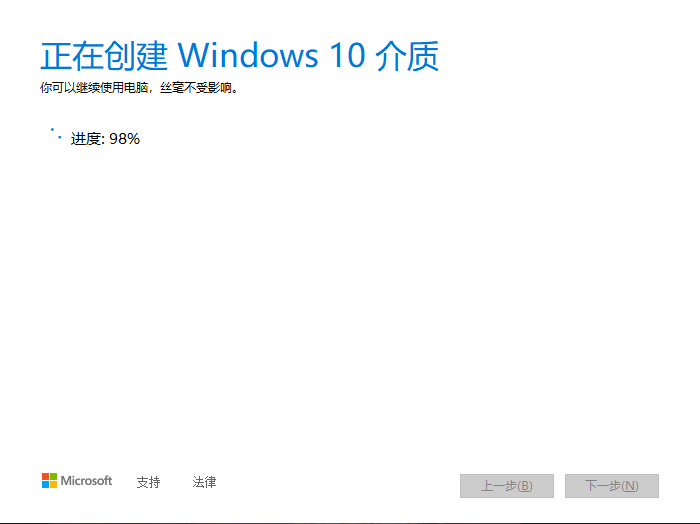 正在创建 Windows 10 介质
你可以继续使用电脑，丝毫不受影响。
进度: 98%
Microsoft 支持 法律 上一步(B) 下一步(N)